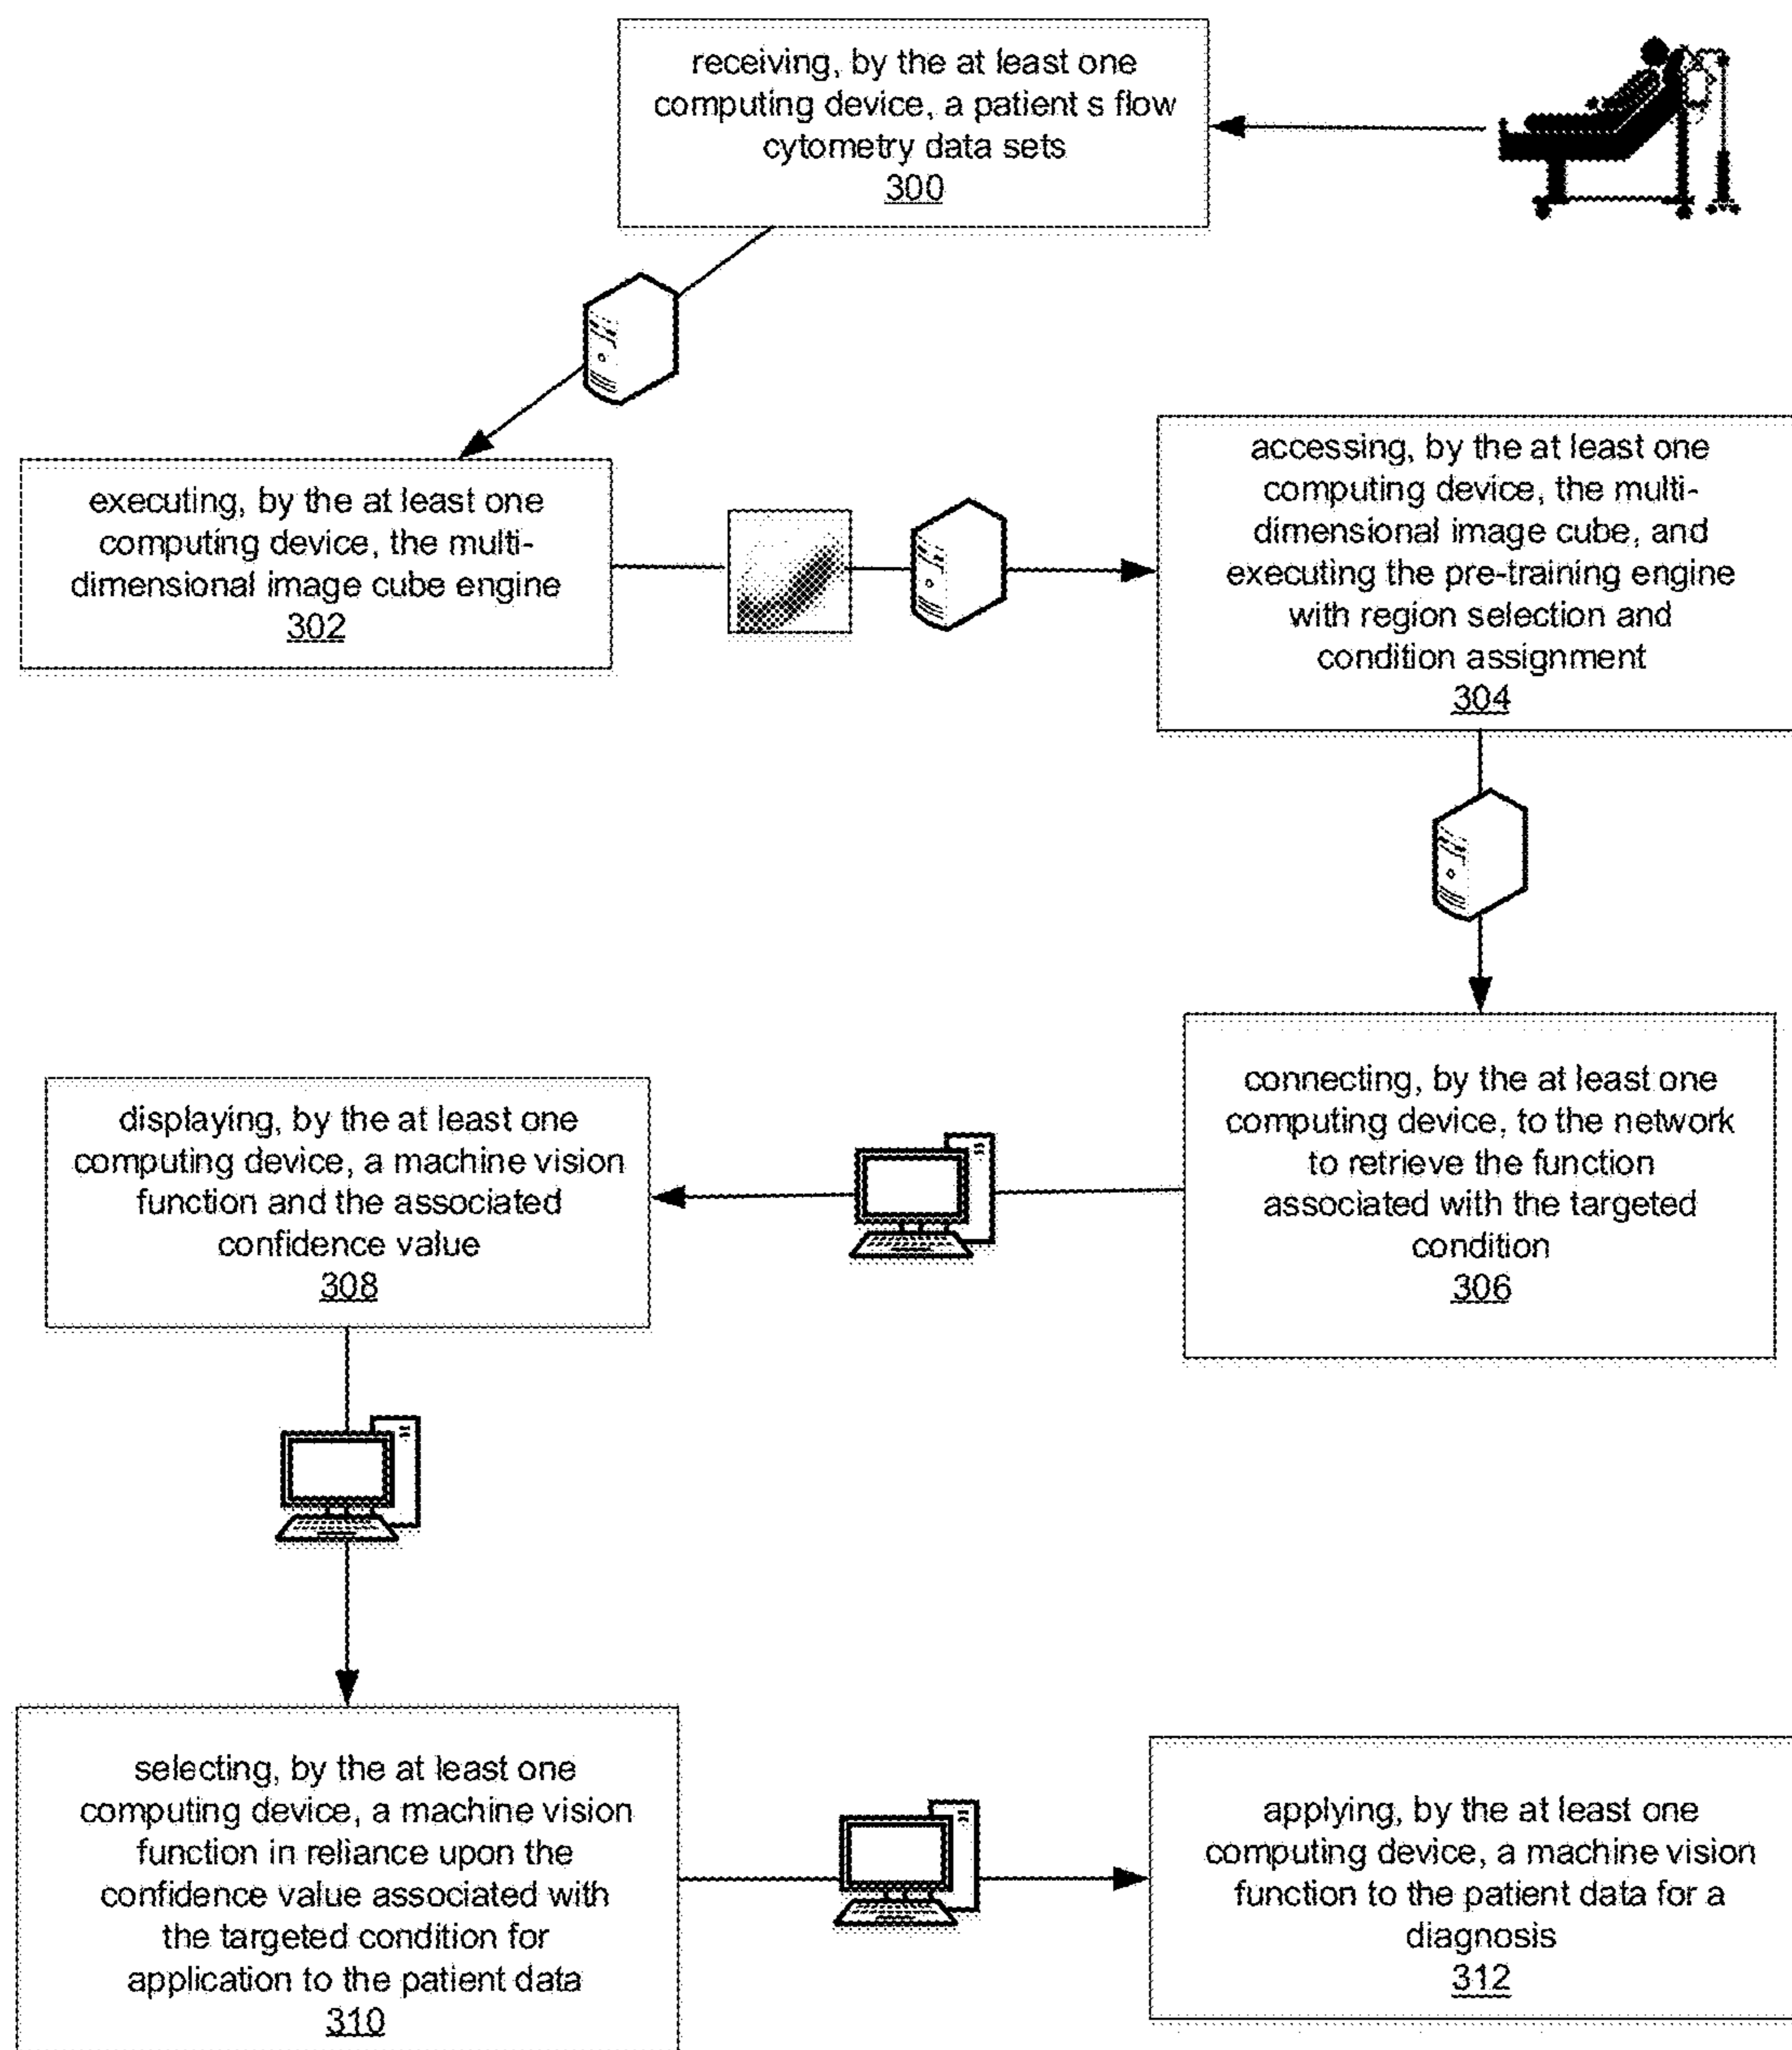 receiving, by the at least one
computing device, a patient s flow
cytometry data sets
300
executing, by the at least one
computing device, the multi-
dimensional image cube engine
302
accessing, by the at least one
computing device, the multi-
dimensional image cube, and
executing the pre-training engine
with region selection and
condition assignment
304
connecting, by the at least one
computing device, to the network
to retrieve the function
associated with the targeted
condition
306
displaying, by the at least one
computing device, a machine vision
function and the associated
confidence value
308
selecting, by the at least one
computing device, a machine vision
function in reliance upon the
confidence value associated with
the targeted condition for
application to the patient data
310
applying, by the at least one
computing device, a machine vision
function to the patient data for a
diagnosis
312